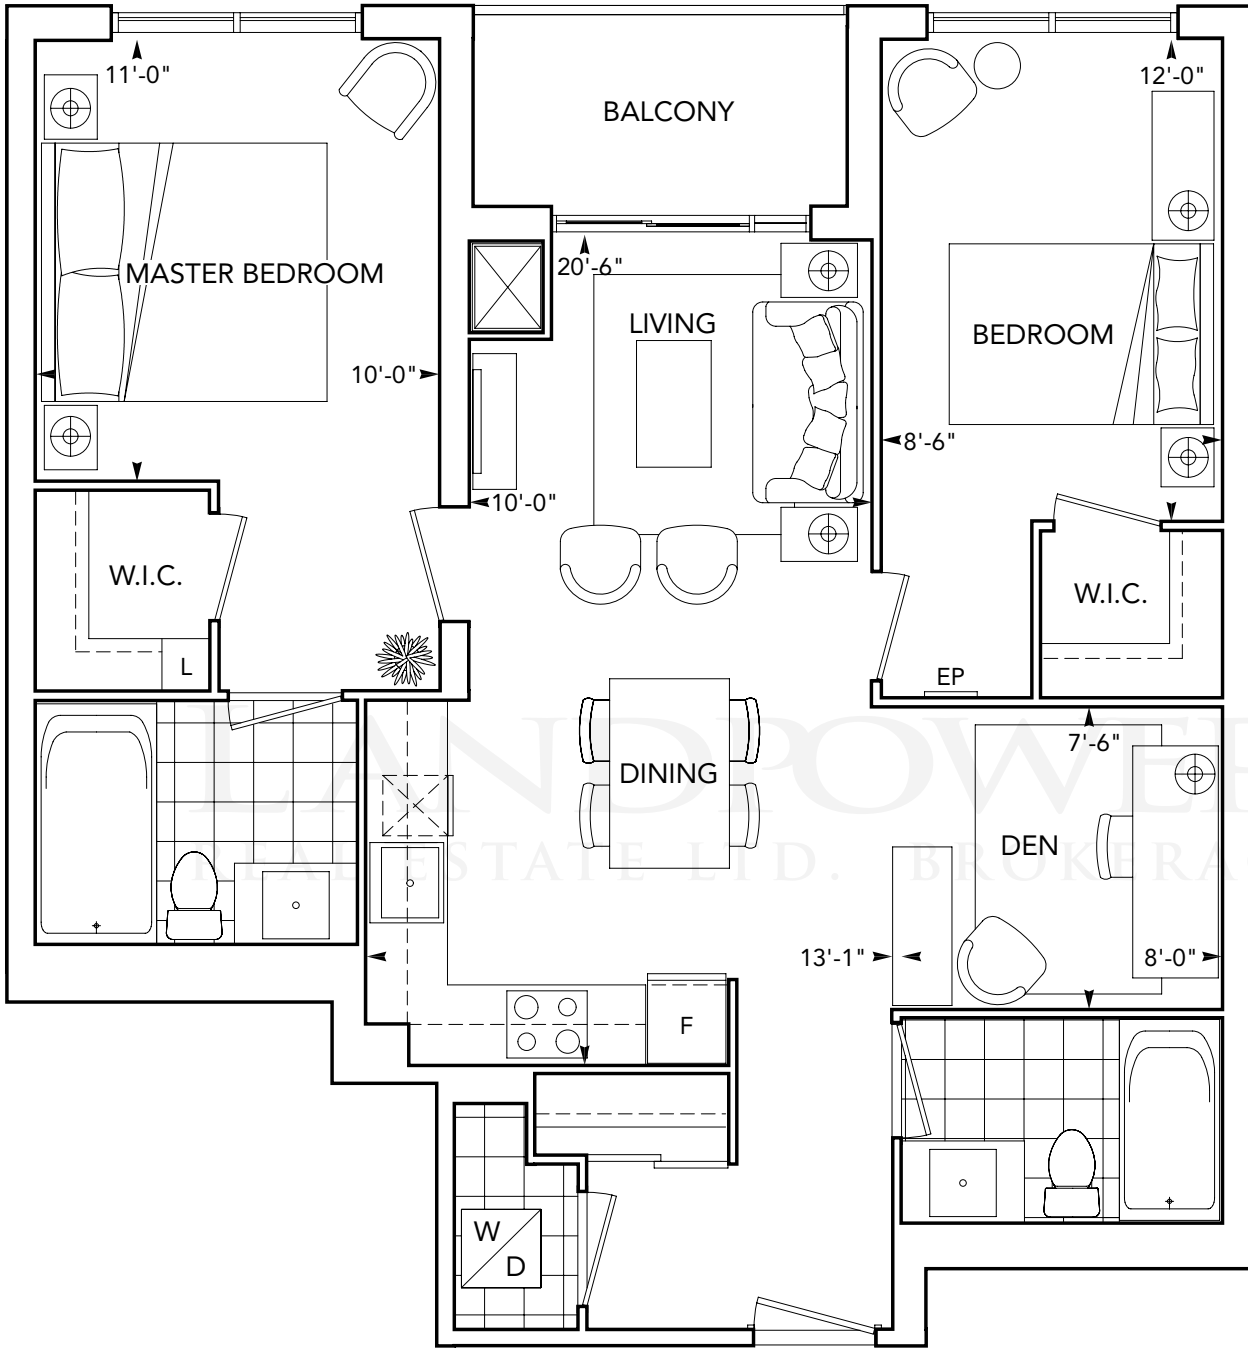 11'-0"
12'-0"
BALCONY
MASTER BEDROOM
20'-6"
LIVING
BEDROOM
10'-0"
8'-6"
10'-0"
W.I.C.
W.I.C.
L
EP
LANDPOWER
7'-6"
DINING
DEN
REAL ESTATE LTD. BROKERA
13'-1"
8'-0"
F
W
D